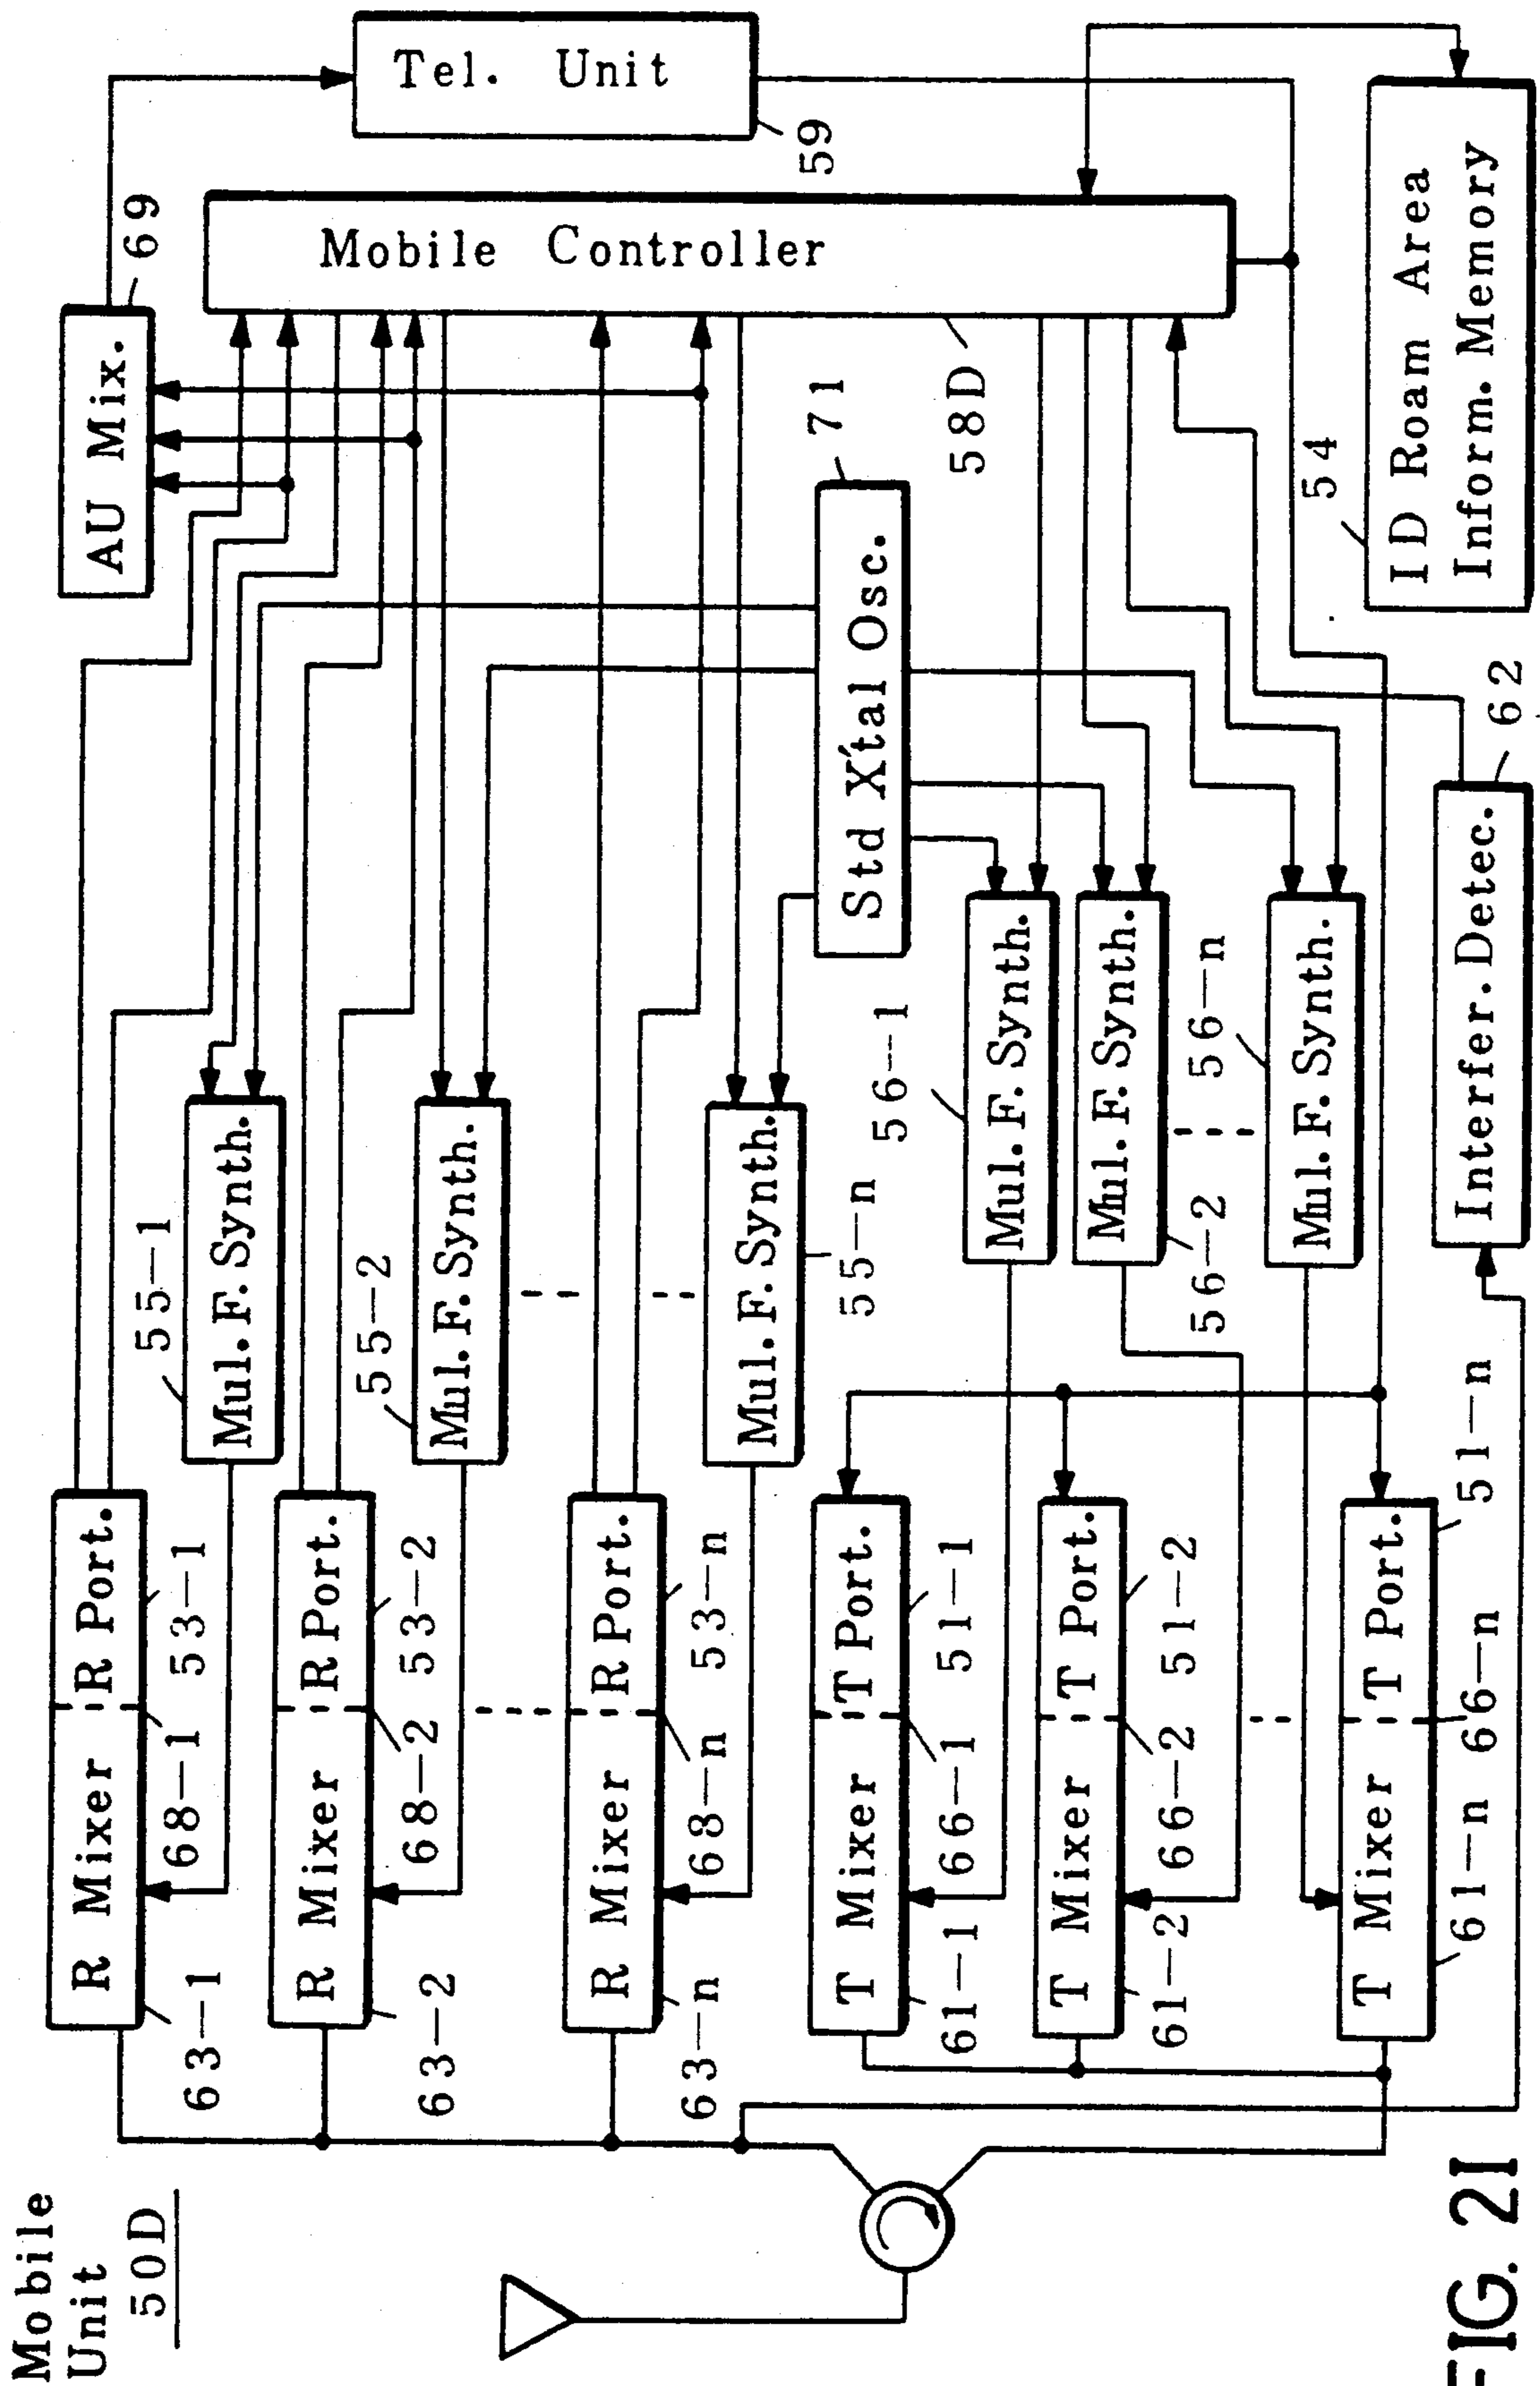 Mobile
Unit
50D
R Mixer
R Port.
63-1
68-1
53-1
55-1
Mul.F.Synth.
AU Mix.
69
Tel. Unit
59
R Mixer
R Port.
63-2
68-2
53-2
55-2
Mul.F.Synth.
Mobile Controller
58D
R Mixer
R Port.
63-n
68-n
53-n
Mul.F.Synth.
55-n
Std X'tal Osc.
71
T Mixer
T Port.
61-1
66-1
51-1
56-1
Mul.F.Synth.
T Mixer
T Port.
61-2
66-2
51-2
Mul.F.Synth.
56-2
56-n
Mul.F.Synth.
T Mixer
T Port.
61-n
66-n
51-n
Interfer.Detec.
62
54
ID Roam Area
Inform. Memory
FIG. 21